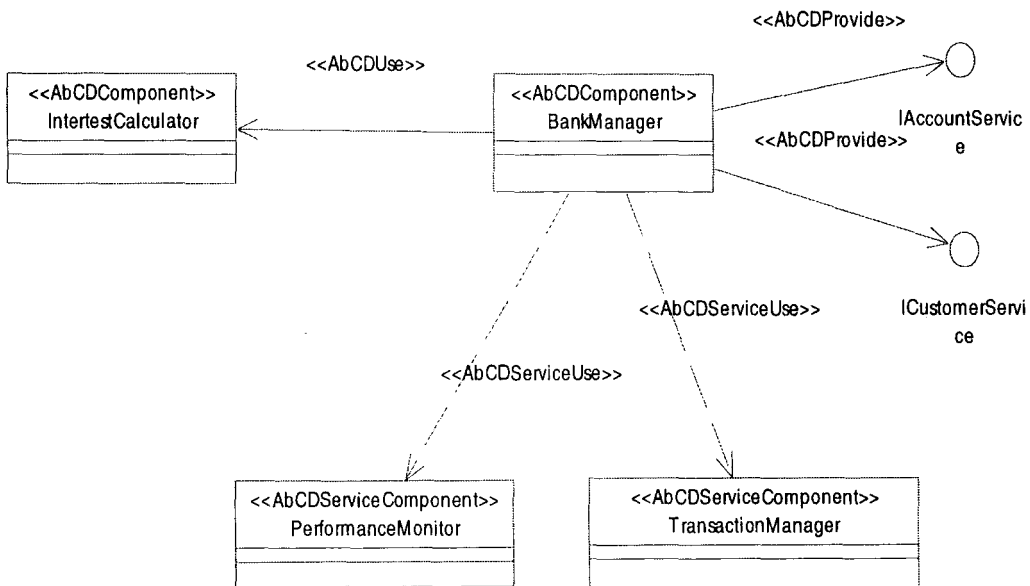 <<AbCDProvide>>
<<AbCDUse>>
<<AbCDComponent>>
IntertestCalculator
<<AbCDComponent>>
BankManager
IAccountServic
e
<<AbCDProvide>>
ICustomerServi
ce
<<AbCDServiceUse>>
<<AbCDServiceUse>>
<<AbCDServiceComponent>>
PerformanceMonitor
<<AbCDServiceComponent>>
TransactionManager